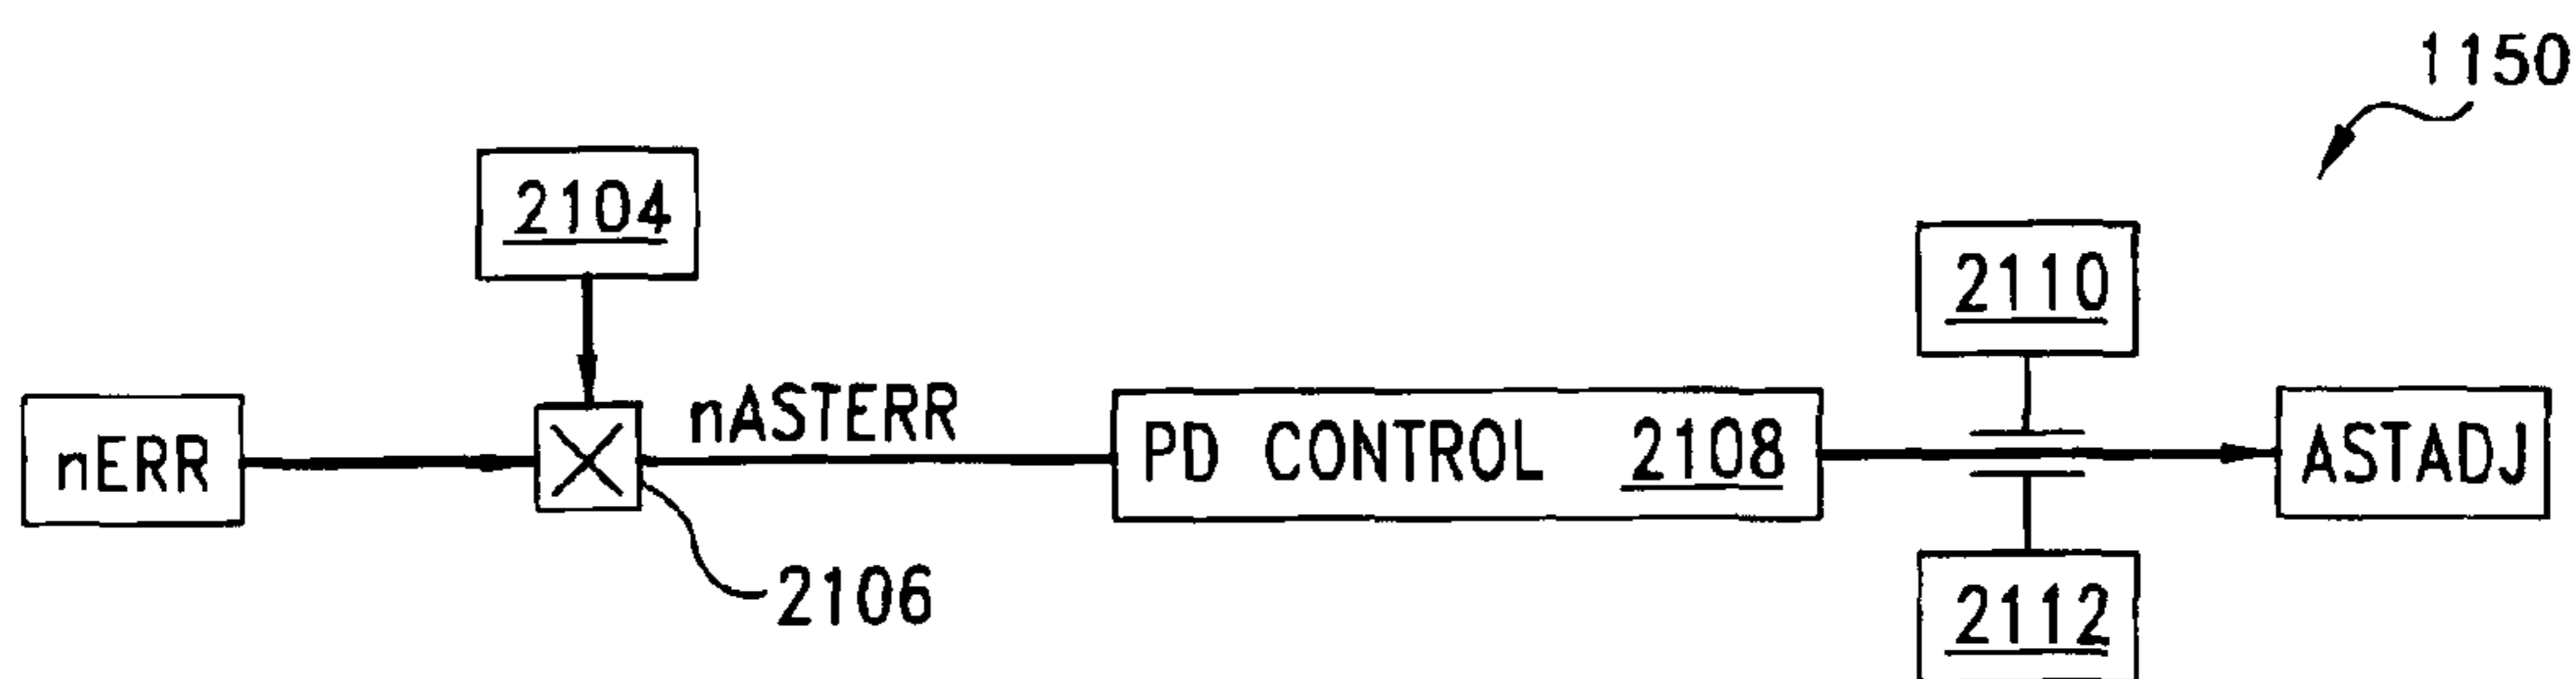 1150
2104
2110
nERR
nASTERR
PD CONTROL 2108
ASTADJ
2106
2112